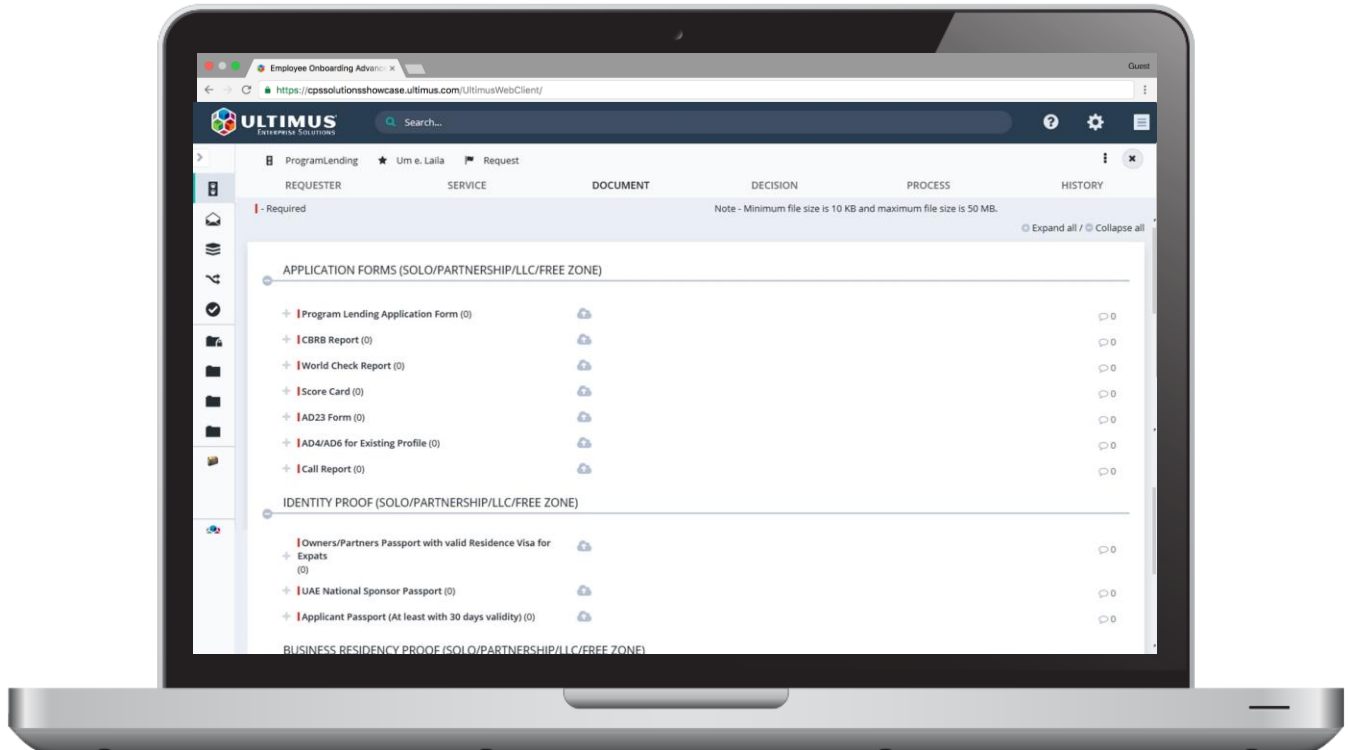 Employee Onboarding Advanc
Guest
https://cpssolutionsshowcase.ultimus.com/UltimusWebClient/
ULTIMUS
ENTERPRISE SOLUTIONS
Search...
ProgramLending Um e. Laila Request
REQUESTER SERVICE DOCUMENT DECISION PROCESS HISTORY
- Required Note - Minimum file size is 10 KB and maximum file size is 50 MB.
Expand all / Collapse all
APPLICATION FORMS (SOLO/PARTNERSHIP/LLC/FREE ZONE)
Program Lending Application Form (0) 0
CBRB Report (0) 0
World Check Report (0) 0
Score Card (0) 0
AD23 Form (0) 0
AD4/AD6 for Existing Profile (0) 0
Call Report (0) 0
IDENTITY PROOF (SOLO/PARTNERSHIP/LLC/FREE ZONE)
Owners/Partners Passport with valid Residence Visa for
Expats 0
(0)
UAE National Sponsor Passport (0) 0
Applicant Passport (At least with 30 days validity) (0) 0
BUSINESS RESIDENCY PROOF (SOLO/PARTNERSHIP/LLC/FREE ZONE)